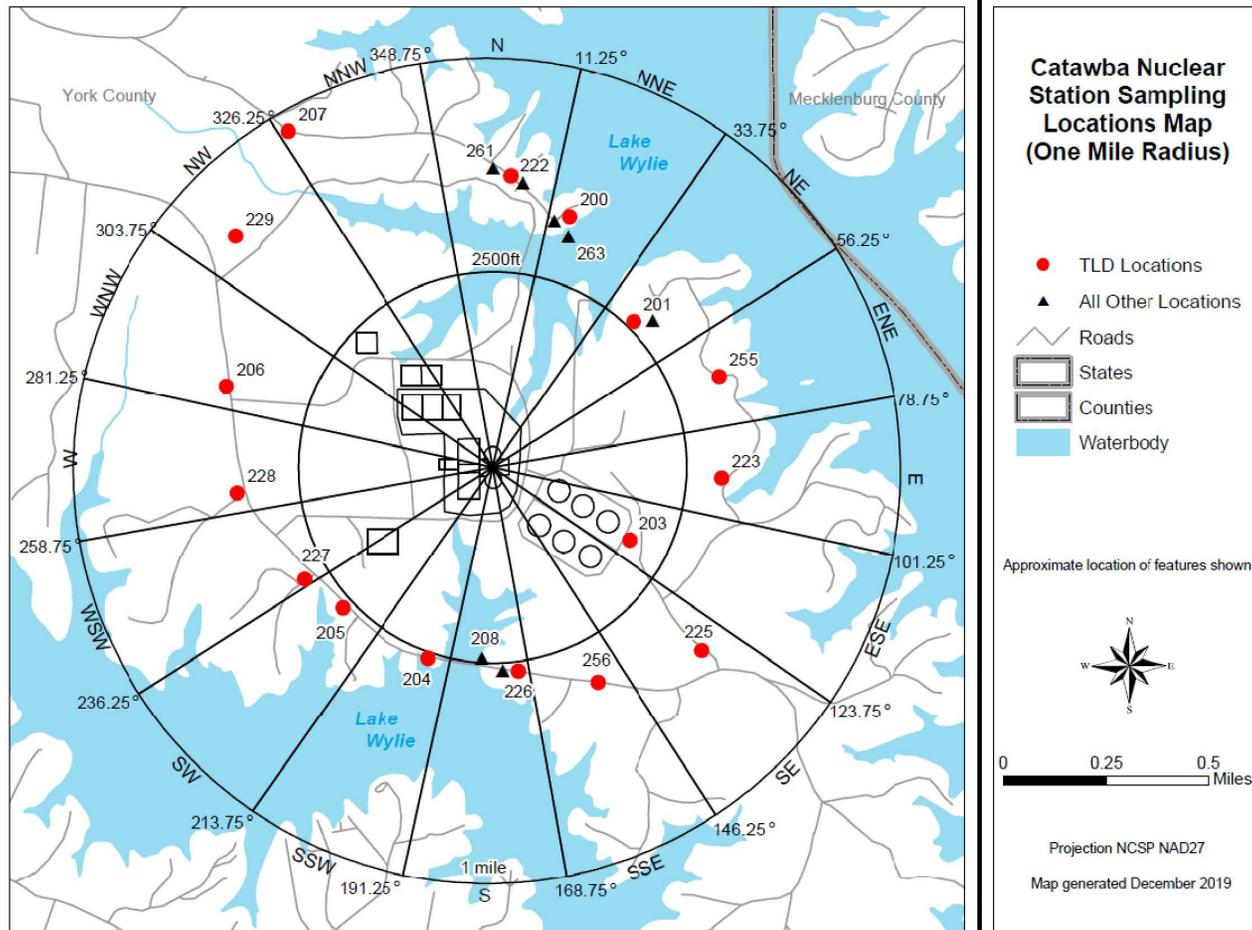 N
348.75°
11.25°
NNW
NNE
York County
Mecklenburg County
326.25°
207
33.75°
Lake
Wylie
261
222
NW
NE
200
229
303.75°
56.25°
263
2500ft
WNW
201
ENE
255
206
281.25°
78.75°
W
223
E
228
203
258.75°
227
101.25°
WSW
205
208
225
ESE
256
204
226
236.25°
123.75°
Lake
Wylie
SW
SE
213.75°
146.25°
SSW
1 mile
SSE
191.25°
S
168.75°
Catawba Nuclear
Station Sampling
Locations Map
(One Mile Radius)
TLD Locations
All Other Locations
Roads
States
Counties
Waterbody
Approximate location of features shown
N
W
E
S
0 0.25 0.5
Miles
Projection NCSP NAD27
Map generated December 2019